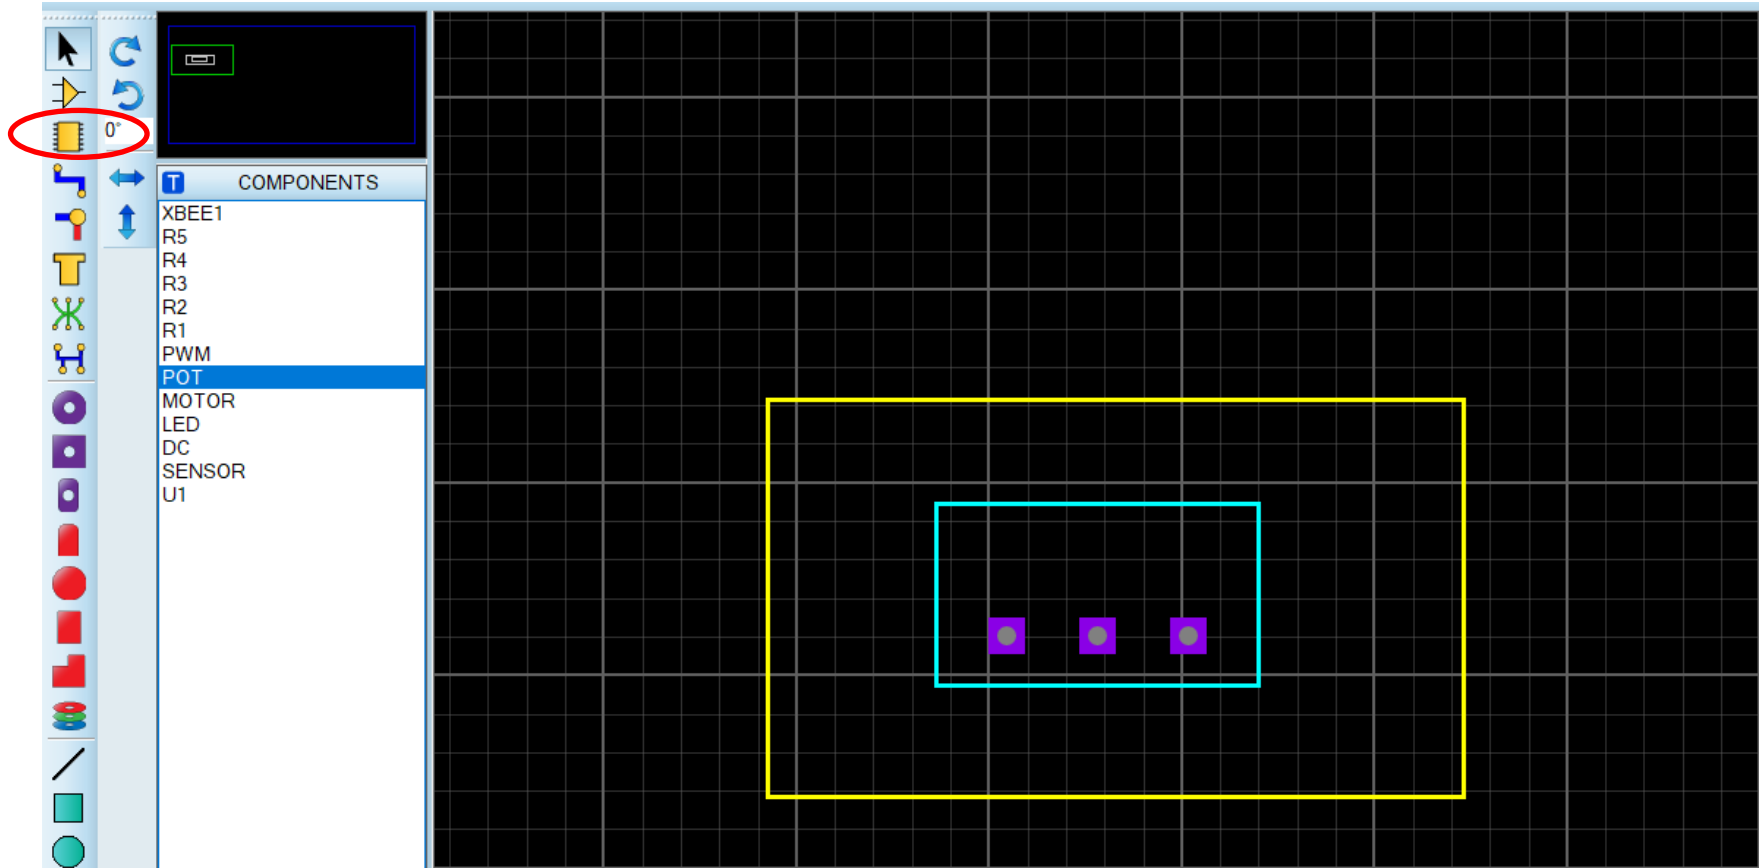 0°
T COMPONENTS
XBEE1
R5
R4
R3
R2
R1
PWM
POT
MOTOR
LED
DC
SENSOR
U1